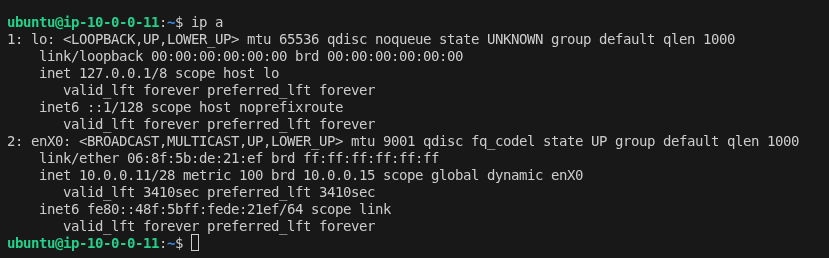 ubuntu@ip-10-0-0-11:~$ ip a
1: lo: <LOOPBACK,UP,LOWER_UP> mtu 65536 qdisc noqueue state UNKNOWN group default qlen 1000
    link/loopback 00:00:00:00:00:00 brd 00:00:00:00:00:00
    inet 127.0.0.1/8 scope host lo
       valid_lft forever preferred_lft forever
    inet6 ::1/128 scope host noprefixroute
       valid_lft forever preferred_lft forever
2: enX0: <BROADCAST,MULTICAST,UP,LOWER_UP> mtu 9001 qdisc fq_codel state UP group default qlen 1000
    link/ether 06:8f:5b:de:21:ef brd ff:ff:ff:ff:ff:ff
    inet 10.0.0.11/28 metric 100 brd 10.0.0.15 scope global dynamic enX0
       valid_lft 3410sec preferred_lft 3410sec
    inet6 fe80::48f:5bff:fede:21ef/64 scope link
       valid_lft forever preferred_lft forever
ubuntu@ip-10-0-0-11:~$